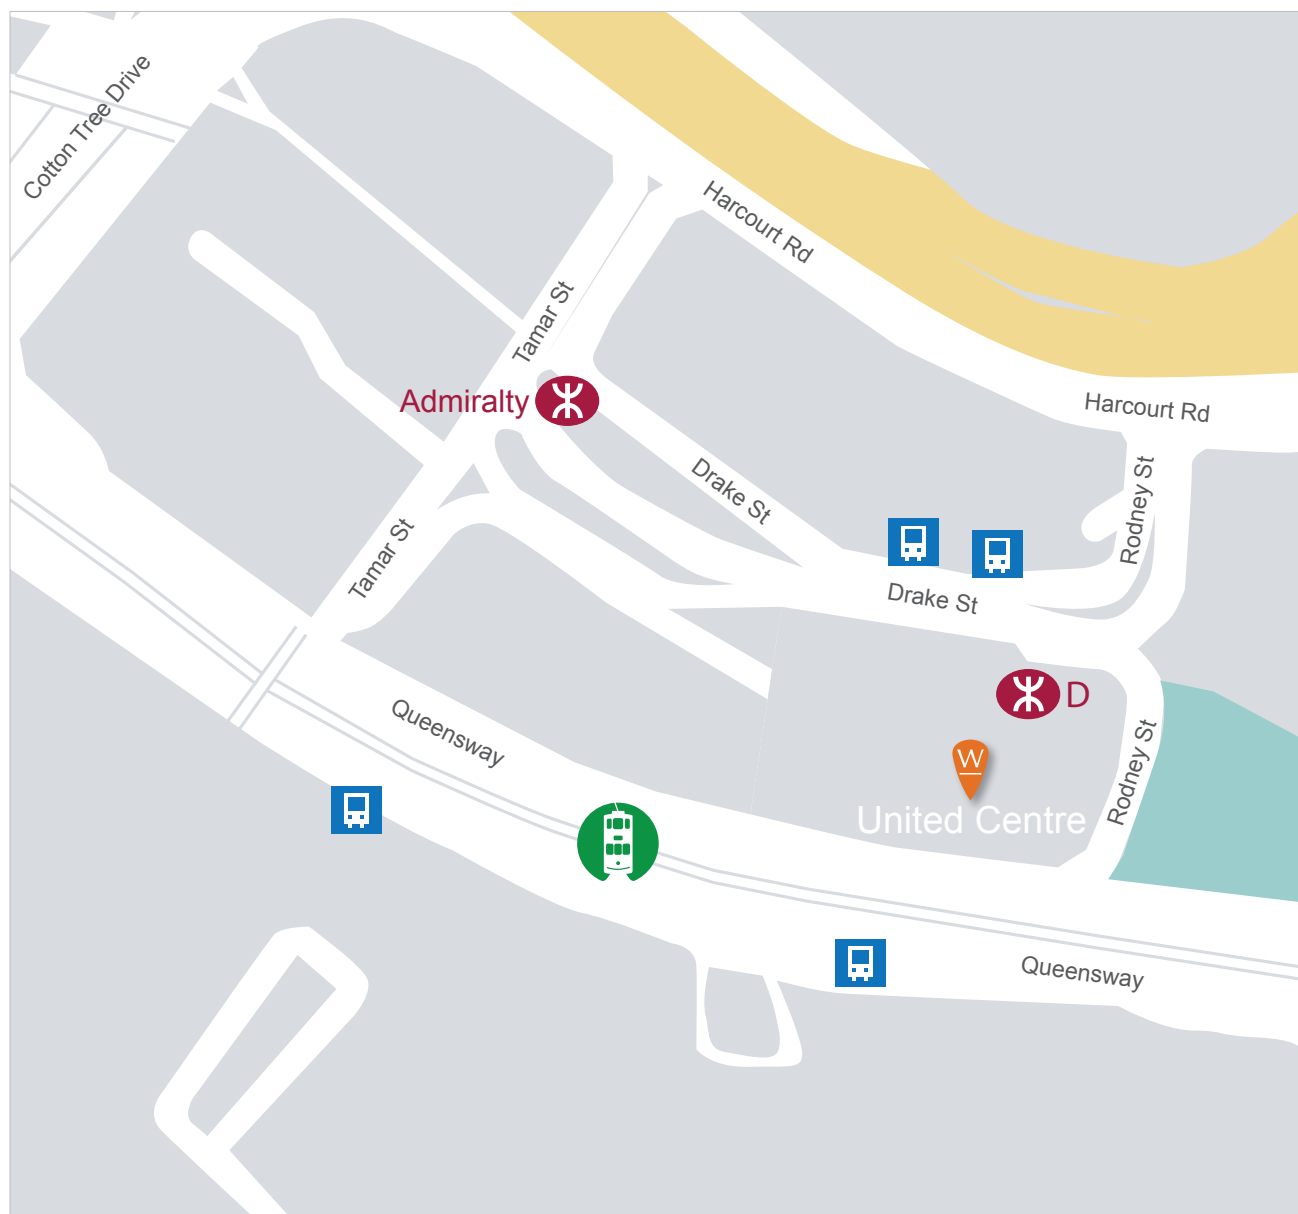 Cotton Tree Drive
Harcourt Rd
Tamar St
Admiralty
Harcourt Rd
Drake St
Rodney St
Tamar St
Drake St
D
Queensway
Rodney St
W
United Centre
Queensway